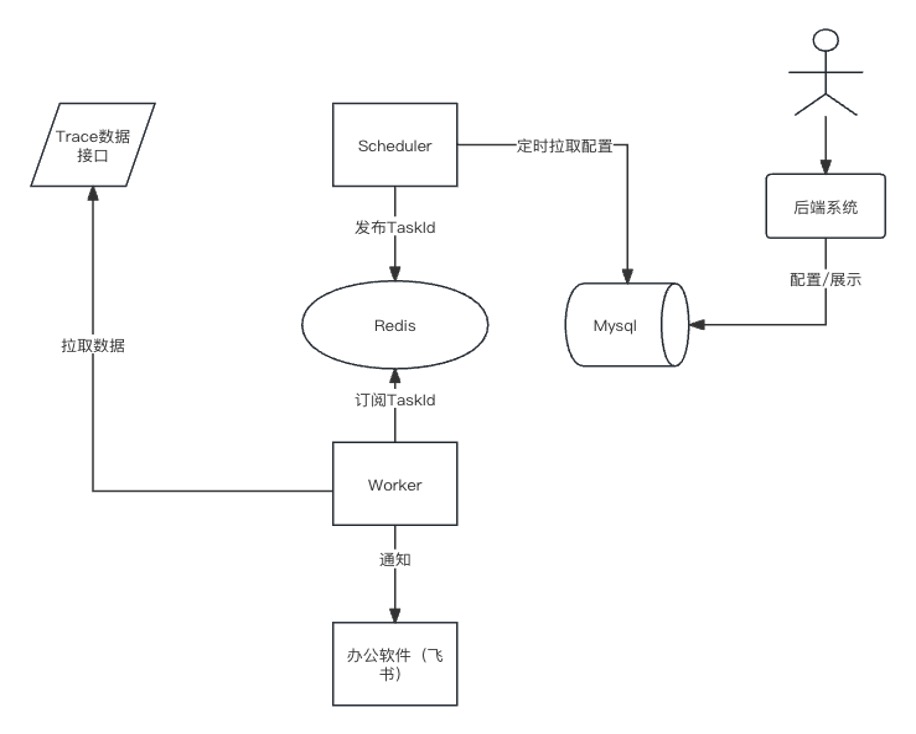 Trace数据
接口
Scheduler
定时拉取配置
后端系统
发布TaskId
配置/展示
Redis
Mysql
拉取数据
订阅TaskId
Worker
通知
办公软件（飞
书）